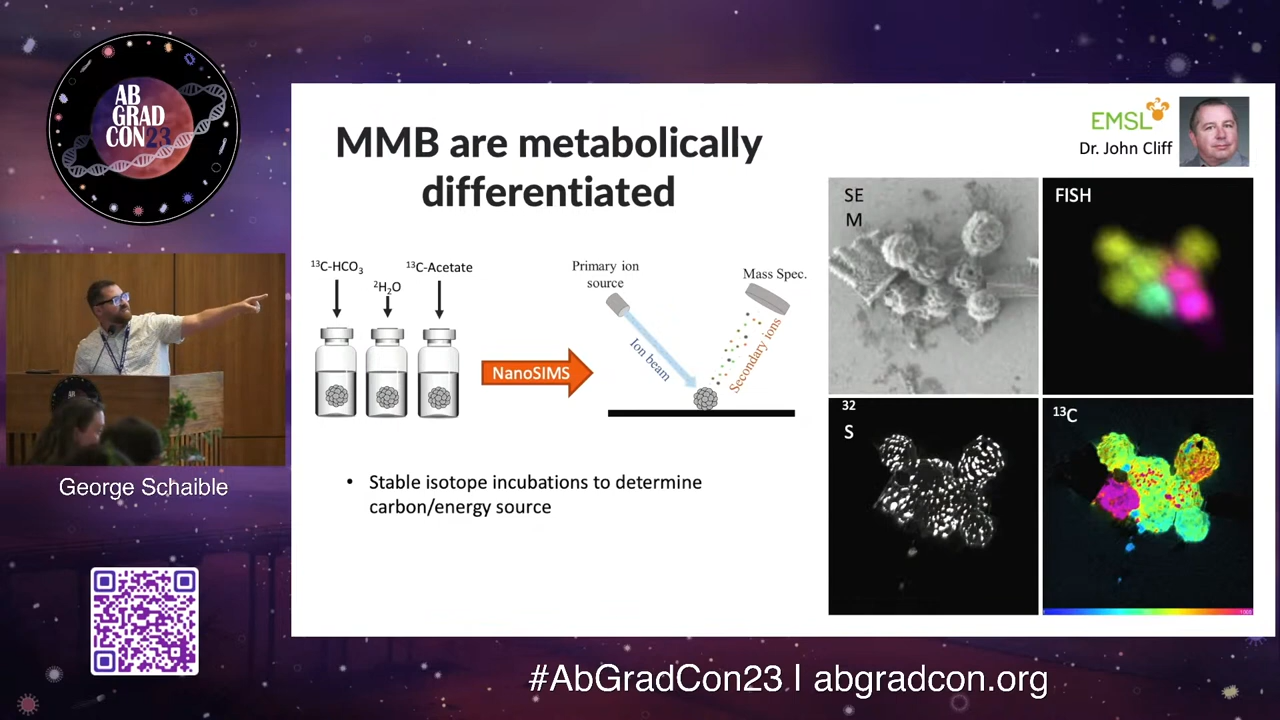 AB
GRAD
CON23
MMB are metabolically
differentiated
EMSL
Dr. John Cliff
¹³C-HCO₃
²H₂O
¹³C-Acetate
NanoSIMS
Primary ion
source
Ion beam
Mass Spec.
Secondary ions
• Stable isotope incubations to determine
carbon/energy source
SE
M
FISH
32
S
¹³C
George Schaible
#AbGradCon23 | abgradcon.org